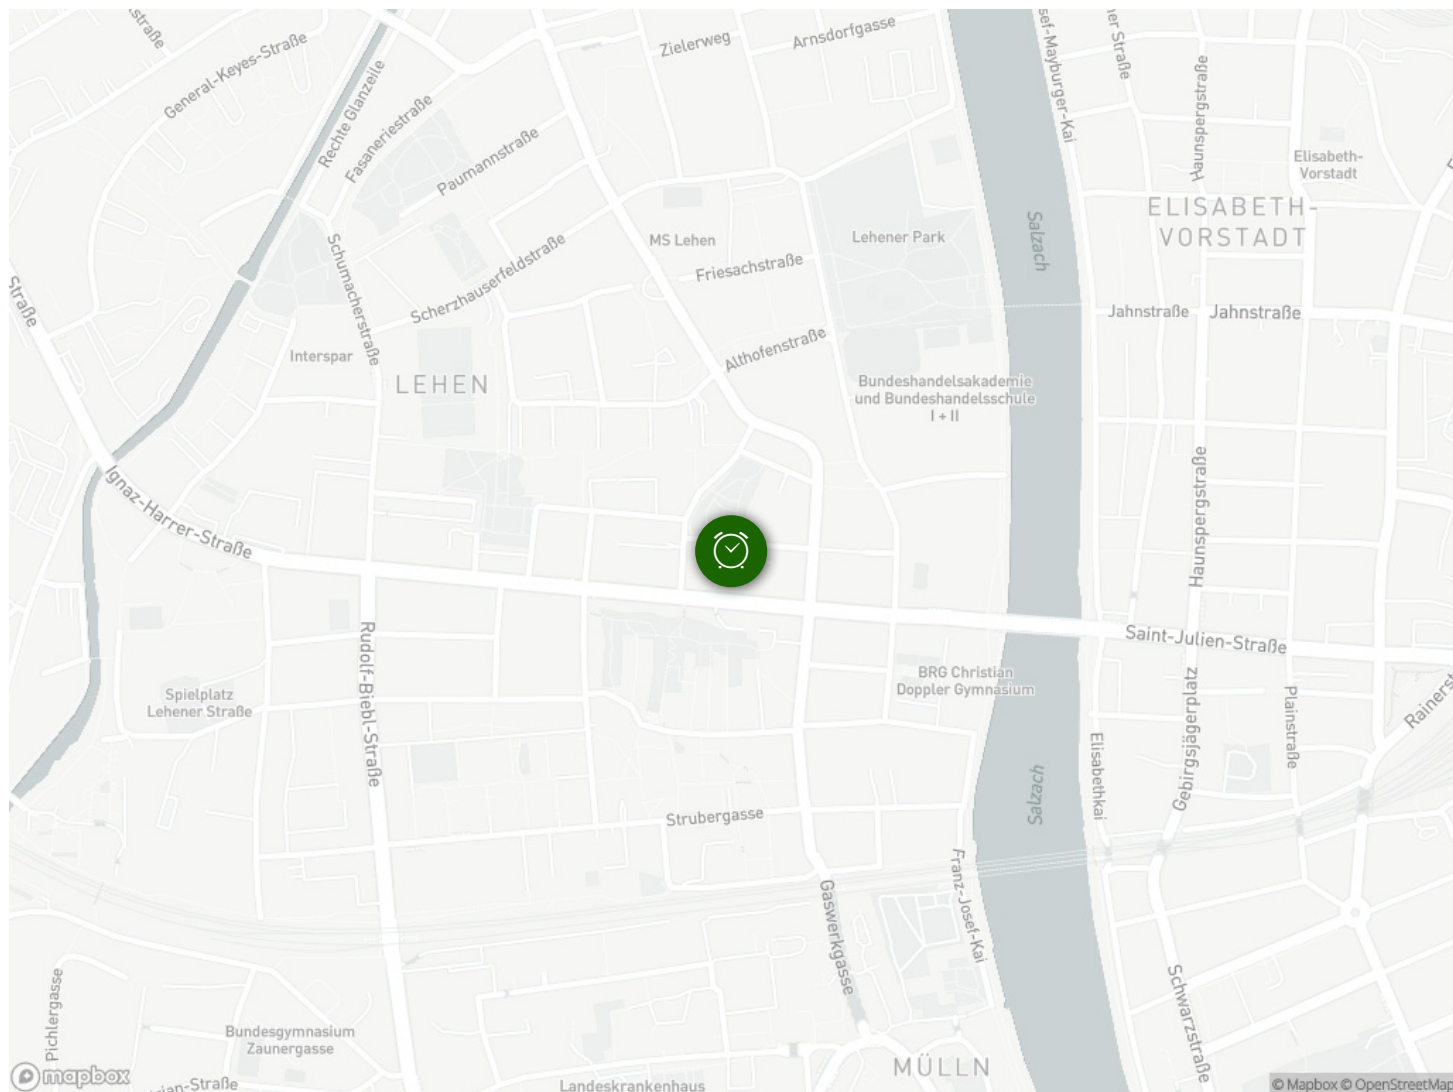 Zielerweg
Arnsdorfgasse
General-Keyes-Straße
Rechte Glanzeile
Fasaneriestraße
Paumannstraße
Haunspergstraße
Elisabeth-
Vorstadt
ELISABETH-
VORSTADT
Salzach
MS Lehen
Lehener Park
Friesachstraße
Schumacherstraße
Scherzhauserfeldstraße
Straße
Jahnstraße
Jahnstraße
Interspar
Althofenstraße
LEHEN
Bundeshandelsakademie
und Bundeshandelsschule
I + II
Ignaz-Harrer-Straße
Haunspergstraße
Saint-Julien-Straße
Rudolf-Biebl-Straße
BRG Christian
Doppler Gymnasium
Spielplatz
Lehener Straße
Gebirgsjägerplatz
Plainstraße
Elisabethkai
Salzach
Strubergasse
Franz-Josef-Kai
Gaswerkgasse
Schwarzstraße
Pichlergasse
Bundesgymnasium
Zaunergasse
MÜLLN
Landeskrankenhaus
mapbox
© Mapbox © OpenStreetMap